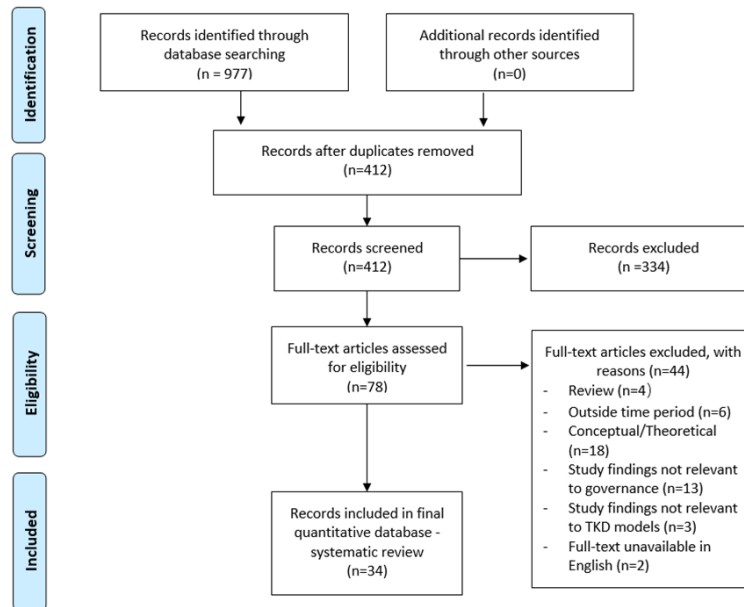 Identification
Records identified through
database searching
(n = 977)
Additional records identified
through other sources
(n=0)
Records after duplicates removed
(n=412)
Screening
Records screened
(n=412)
Records excluded
(n =334)
Eligibility
Full-text articles assessed
for eligibility
(n=78)
Full-text articles excluded, with
reasons (n=44)
- Review (n=4)
- Outside time period (n=6)
- Conceptual/Theoretical
(n=18)
- Study findings not relevant
to governance (n=13)
- Study findings not relevant
to TKD models (n=3)
- Full-text unavailable in
English (n=2)
Included
Records included in final
quantitative database -
systematic review
(n=34)